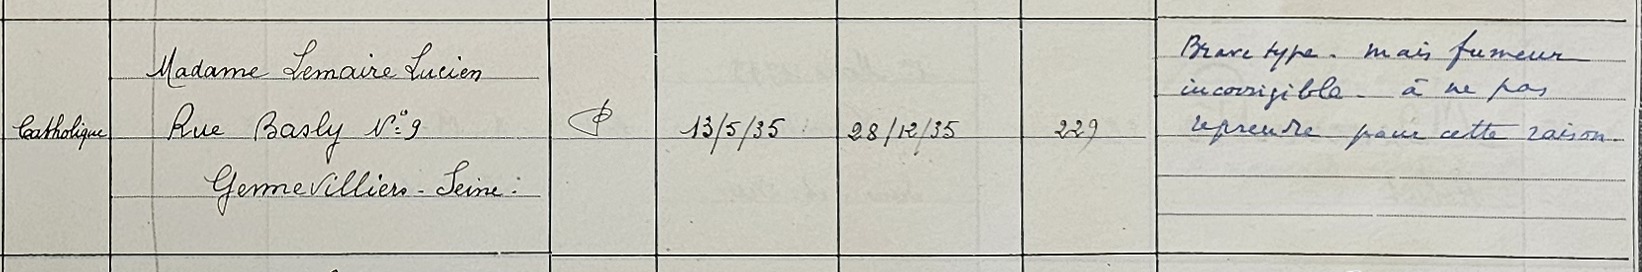 Catholique
Madame Lemaire Lucien
Rue Basly N° 9
Gennevilliers - Seine -
13/5/35
28/12/35
229
Brave type - mais fumeur
incorrigible - à ne pas
reprendre pour cette raison